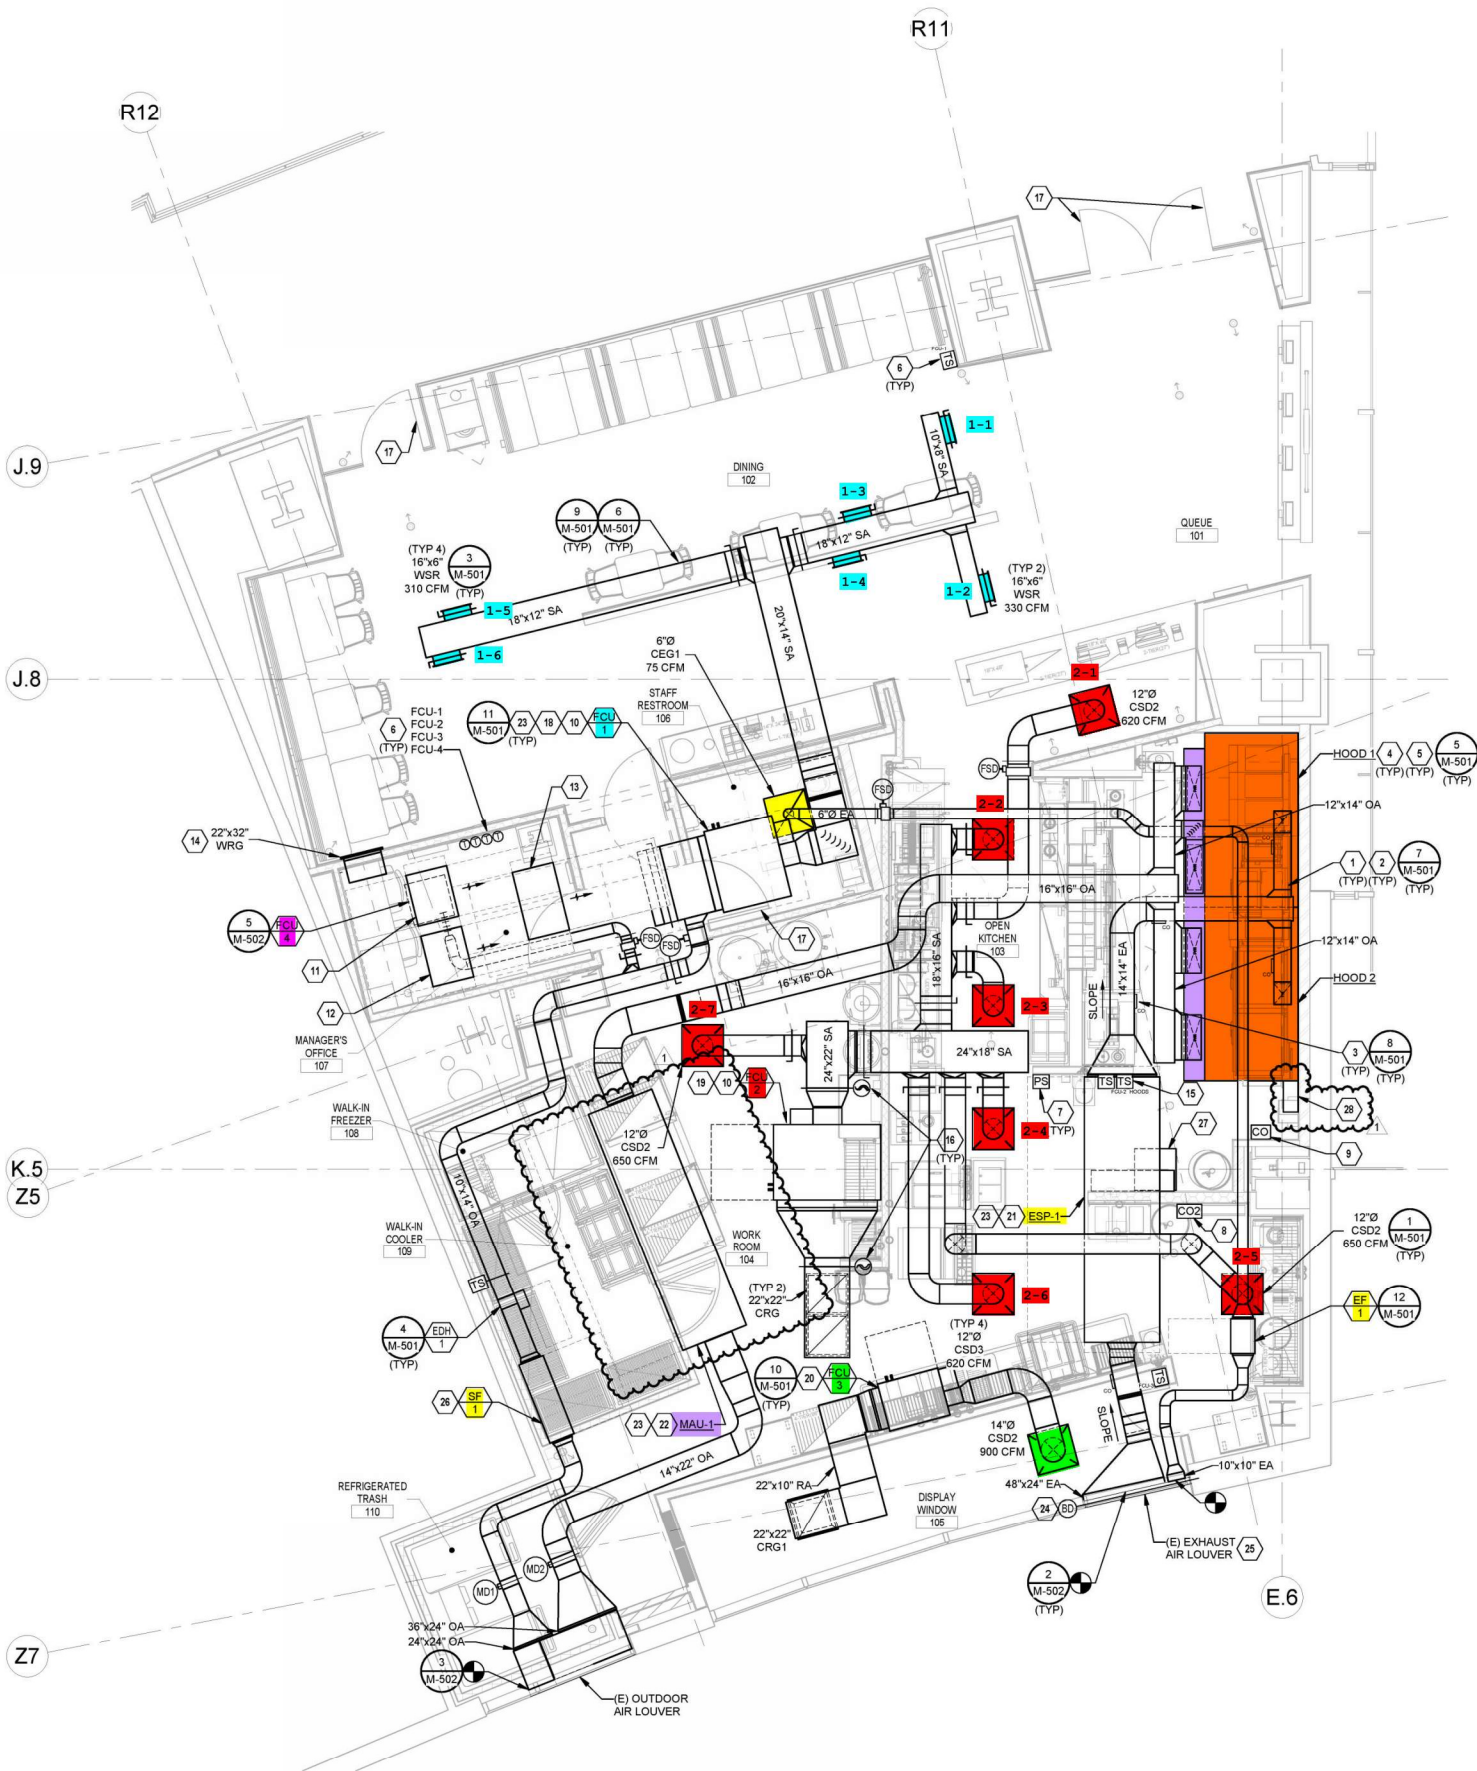 R11
R12
17
FCU-1
6
TS
(TYP)
J.9
17
1-1
10"x8" SA
DINING
102
1-3
9
M-501
(TYP)
6
M-501
(TYP)
QUEUE
101
18"x12" SA
(TYP 4)
16"x6"
WSR
310 CFM
3
M-501
(TYP)
1-4
1-2
(TYP 2)
16"x6"
WSR
330 CFM
1-5
18"x12" SA
1-6
20"x14" SA
6"Ø
CEG1
75 CFM
J.8
2-1
12"Ø
CSD2
620 CFM
STAFF
RESTROOM
106
FCU-1
FCU-2
FCU-3
FCU-4
6
(TYP)
11
M-501
23
(TYP)
18
10
FCU
1
HOOD 1
4
(TYP)
5
(TYP)
5
M-501
(TYP)
FSD
FSD
13
12"x14" OA
2-2
6"Ø EA
14
22"x32"
WRG
T
T
T
T
1
(TYP)
2
(TYP)
7
M-501
(TYP)
16"x16" OA
5
M-502
FCU
4
OPEN
KITCHEN
103
17
FSD
FSD
18"x16" SA
14"x14" EA
SLOPE
12"x14" OA
11
16"x16" OA
HOOD 2
12
2-7
2-3
MANAGER'S
OFFICE
107
24"x22" SA
24"x18" SA
3
(TYP)
8
M-501
(TYP)
1
19
10
FCU
2
PS
TS
TS
FCU-2 HOODS
15
7
(TYP)
28
1
WALK-IN
FREEZER
108
12"Ø
CSD2
650 CFM
2-4
16
(TYP)
27
CO
9
K.5
Z5
10"x14" OA
23
21
ESP-1
CO2
8
WALK-IN
COOLER
109
WORK
ROOM
104
12"Ø
CSD2
650 CFM
1
M-501
(TYP)
2-5
TS
(TYP 2)
22"x22"
CRG
2-6
EF
1
12
M-501
4
M-501
(TYP)
EDH
1
(TYP 4)
12"Ø
CSD3
620 CFM
10
M-501
(TYP)
20
FCU
3
TS
26
SF
1
23
22
MAU-1
SLOPE
14"Ø
CSD2
900 CFM
14"x22" OA
22"x10" RA
48"x24" EA
10"x10" EA
REFRIGERATED
TRASH
110
DISPLAY
WINDOW
105
24
BD
22"x22"
CRG1
(E) EXHAUST
AIR LOUVER
25
MD2
MD1
2
M-502
(TYP)
E.6
36"x24" OA
24"x24" OA
Z7
3
M-502
(E) OUTDOOR
AIR LOUVER